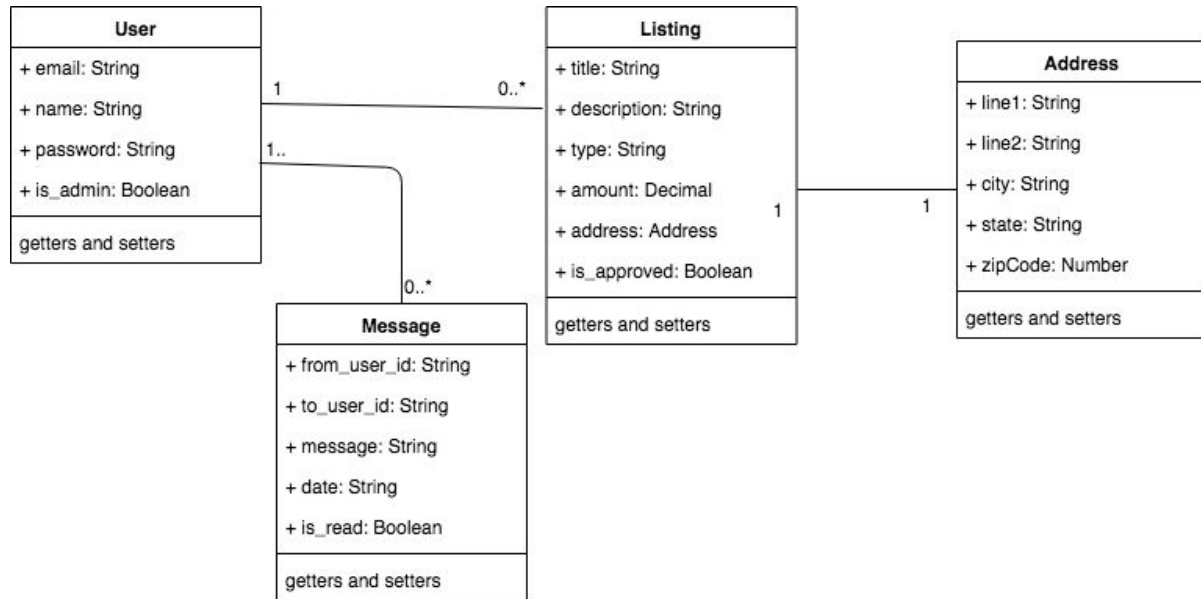 User
+ email: String
+ name: String
+ password: String
+ is_admin: Boolean
getters and setters
1
0..*
1..
0..*
Listing
+ title: String
+ description: String
+ type: String
+ amount: Decimal
+ address: Address
+ is_approved: Boolean
getters and setters
1
1
Address
+ line1: String
+ line2: String
+ city: String
+ state: String
+ zipCode: Number
getters and setters
Message
+ from_user_id: String
+ to_user_id: String
+ message: String
+ date: String
+ is_read: Boolean
getters and setters